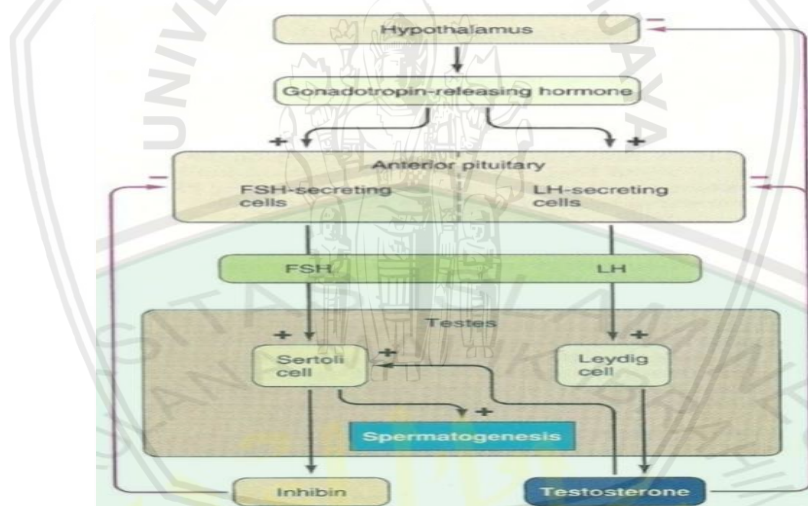 Hypothalamus
Gonadotropin-releasing hormone
+ +
Anterior pituitary
FSH-secreting cells
LH-secreting cells
FSH LH
Testes
Sertoli cell
Leydig cell
Spermatogenesis
Inhibin
Testosterone